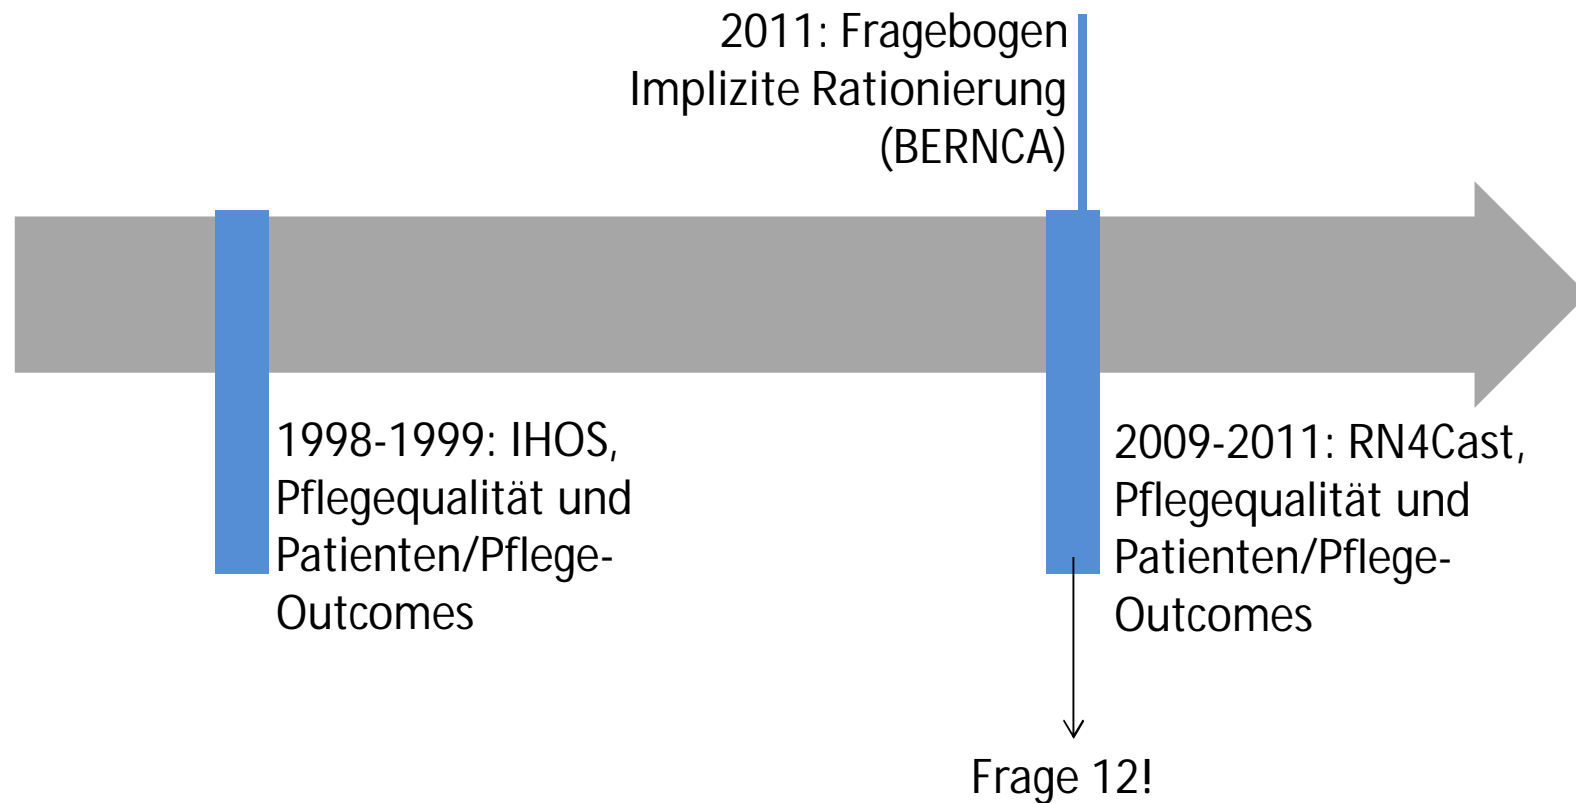 2011: Fragebogen
Implizite Rationierung
(BERNCA)
1998-1999: IHOS,
Pflegequalität und
Patienten/Pflege-
Outcomes
2009-2011: RN4Cast,
Pflegequalität und
Patienten/Pflege-
Outcomes
Frage 12!